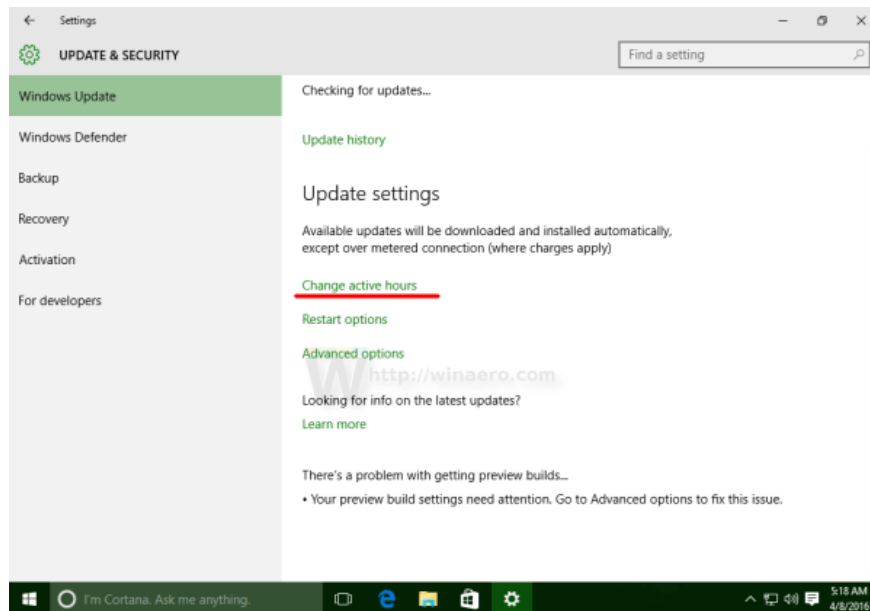 Settings
UPDATE & SECURITY
Find a setting
Windows Update
Windows Defender
Backup
Recovery
Activation
For developers
Checking for updates...
Update history
Update settings
Available updates will be downloaded and installed automatically,
except over metered connection (where charges apply)
Change active hours
Restart options
Advanced options
W http://winaero.com
Looking for info on the latest updates?
Learn more
There's a problem with getting preview builds...
• Your preview build settings need attention. Go to Advanced options to fix this issue.
I'm Cortana. Ask me anything.
5:18 AM
4/8/2016